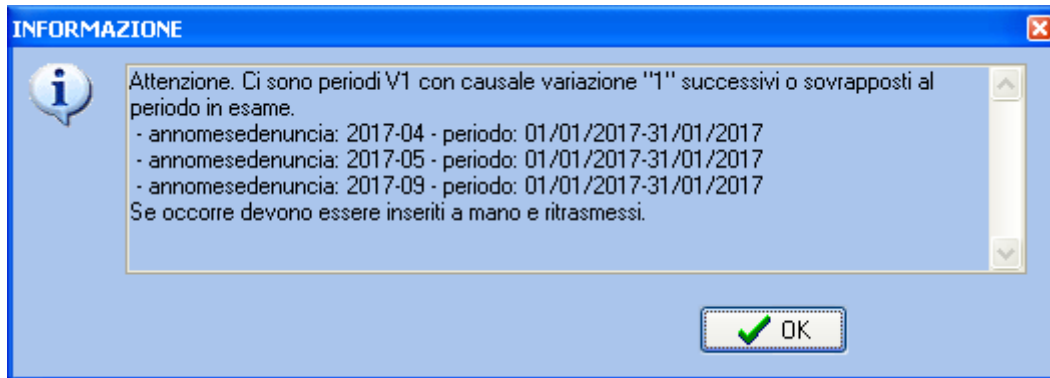 INFORMAZIONE
Attenzione. Ci sono periodi V1 con causale variazione "1" successivi o sovrapposti al
periodo in esame.
- annomesedenuncia: 2017-04 - periodo: 01/01/2017-31/01/2017
- annomesedenuncia: 2017-05 - periodo: 01/01/2017-31/01/2017
- annomesedenuncia: 2017-09 - periodo: 01/01/2017-31/01/2017
Se occorre devono essere inseriti a mano e ritrasmessi.
OK